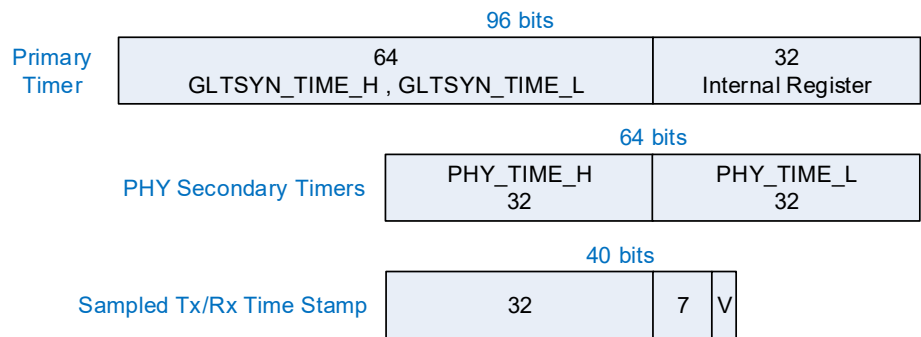 96 bits
Primary
Timer
64
GLTSYN_TIME_H , GLTSYN_TIME_L
32
Internal Register
64 bits
PHY Secondary Timers
PHY_TIME_H
32
PHY_TIME_L
32
40 bits
Sampled Tx/Rx Time Stamp
32
7
V